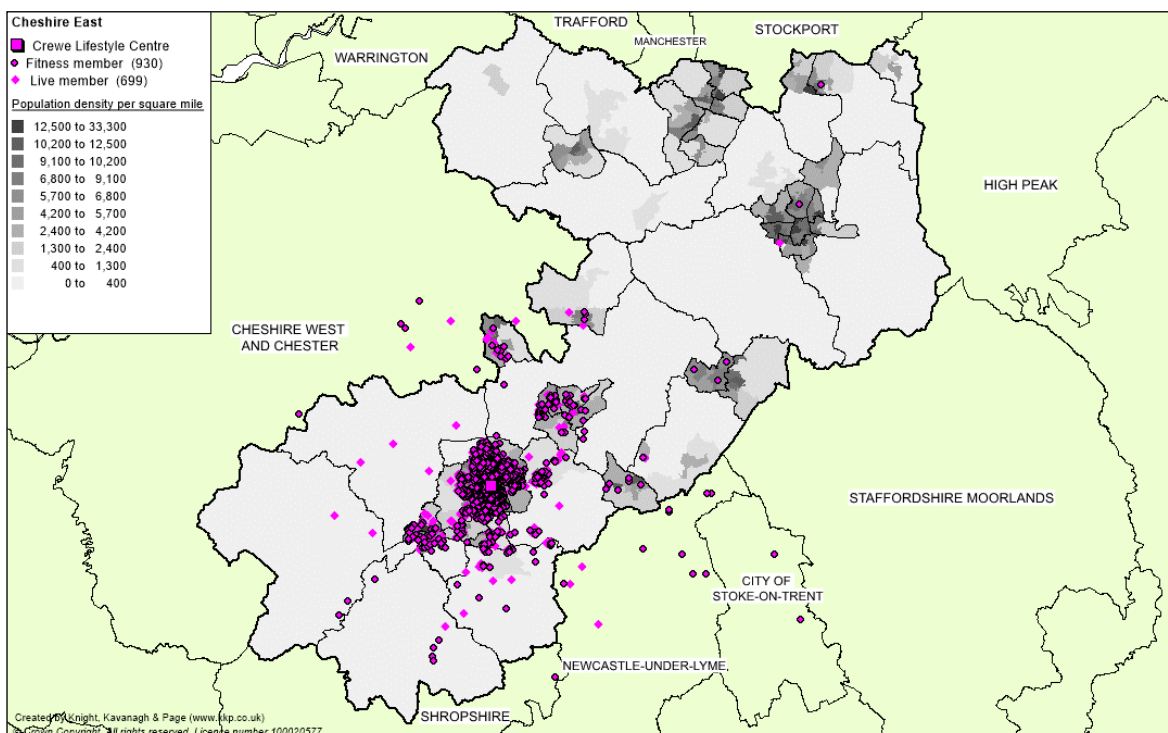 Cheshire East
Crewe Lifestyle Centre
Fitness member (930)
Live member (699)
Population density per square mile
12,500 to 33,300
10,200 to 12,500
9,100 to 10,200
6,800 to 9,100
5,700 to 6,800
4,200 to 5,700
2,400 to 4,200
1,300 to 2,400
400 to 1,300
0 to 400
TRAFFORD
STOCKPORT
MANCHESTER
WARRINGTON
HIGH PEAK
CHESHIRE WEST
AND CHESTER
STAFFORDSHIRE MOORLANDS
CITY OF
STOKE-ON-TRENT
NEWCASTLE-UNDER-LYME,
SHROPSHIRE
Created by Knight, Kavanagh & Page (www.kkp.co.uk)
© Crown Copyright. All rights reserved. Licence number 100020577